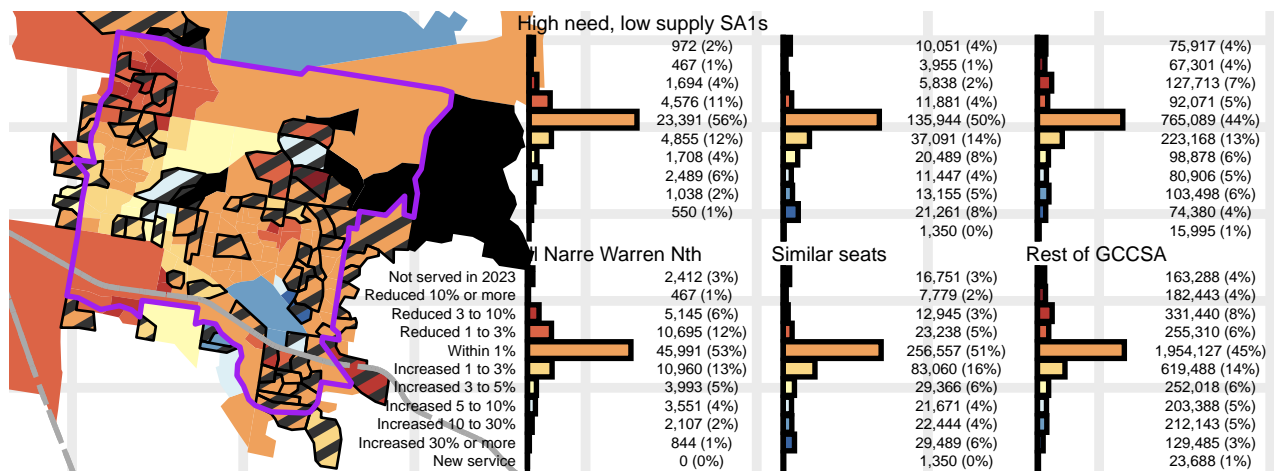 High need, low supply SA1s
972 (2%) 10,051 (4%) 75,917 (4%)
467 (1%) 3,955 (1%) 67,301 (4%)
1,694 (4%) 5,838 (2%) 127,713 (7%)
4,576 (11%) 11,881 (4%) 92,071 (5%)
23,391 (56%) 135,944 (50%) 765,089 (44%)
4,855 (12%) 37,091 (14%) 223,168 (13%)
1,708 (4%) 20,489 (8%) 98,878 (6%)
2,489 (6%) 11,447 (4%) 80,906 (5%)
1,038 (2%) 13,155 (5%) 103,498 (6%)
550 (1%) 21,261 (8%) 74,380 (4%)
1,350 (0%) 15,995 (1%)
l Narre Warren Nth Similar seats Rest of GCCSA
Not served in 2023 2,412 (3%) 16,751 (3%) 163,288 (4%)
Reduced 10% or more 467 (1%) 7,779 (2%) 182,443 (4%)
Reduced 3 to 10% 5,145 (6%) 12,945 (3%) 331,440 (8%)
Reduced 1 to 3% 10,695 (12%) 23,238 (5%) 255,310 (6%)
Within 1% 45,991 (53%) 256,557 (51%) 1,954,127 (45%)
Increased 1 to 3% 10,960 (13%) 83,060 (16%) 619,488 (14%)
Increased 3 to 5% 3,993 (5%) 29,366 (6%) 252,018 (6%)
Increased 5 to 10% 3,551 (4%) 21,671 (4%) 203,388 (5%)
Increased 10 to 30% 2,107 (2%) 22,444 (4%) 212,143 (5%)
Increased 30% or more 844 (1%) 29,489 (6%) 129,485 (3%)
New service 0 (0%) 1,350 (0%) 23,688 (1%)